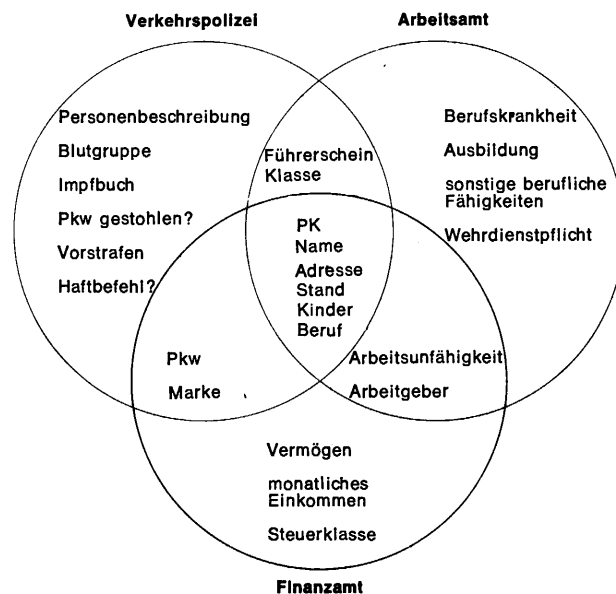 Verkehrspolizei
Arbeitsamt
Personenbeschreibung
Blutgruppe
Impfbuch
Pkw gestohlen?
Vorstrafen
Haftbefehl?
Führerschein
Klasse
Berufskrankheit
Ausbildung
sonstige berufliche
Fähigkeiten
Wehrdienstpflicht
PK
Name
Adresse
Stand
Kinder
Beruf
Pkw
Marke
Arbeitsunfähigkeit
Arbeitgeber
Vermögen
monatliches
Einkommen
Steuerklasse
Finanzamt